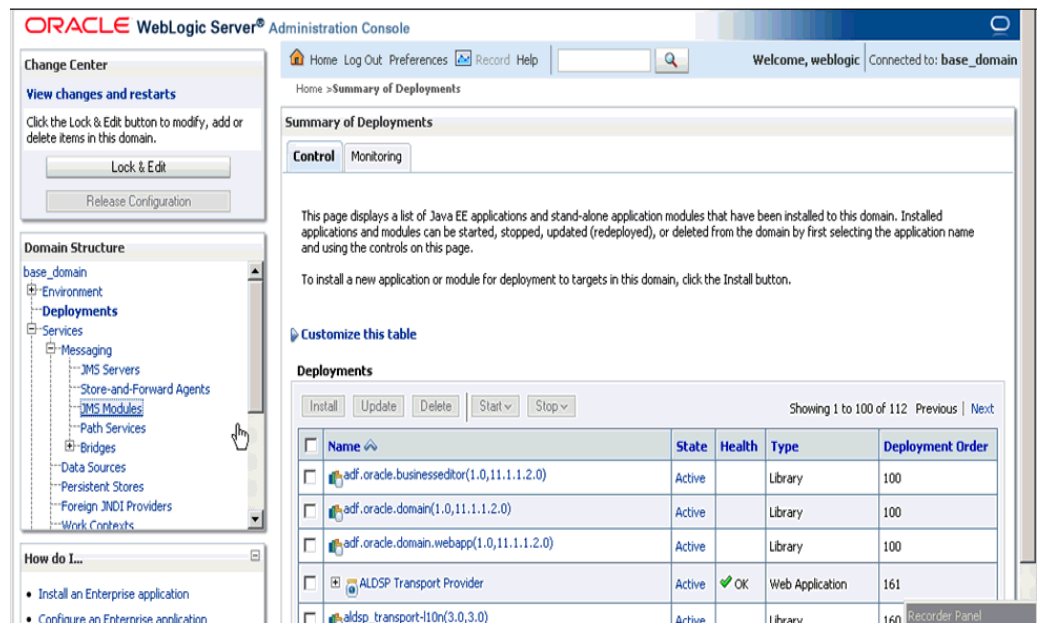 ORACLE WebLogic Server® Administration Console
Change Center
View changes and restarts
Click the Lock & Edit button to modify, add or
delete items in this domain.
Lock & Edit
Release Configuration
Domain Structure
base_domain
Environment
Deployments
Services
Messaging
JMS Servers
Store-and-Forward Agents
JMS Modules
Path Services
Bridges
Data Sources
Persistent Stores
Foreign JNDI Providers
Work Contexts
How do I...
Install an Enterprise application
Configure an Enterprise application
Home Log Out Preferences Record Help
Welcome, weblogic Connected to: base_domain
Home >Summary of Deployments
Summary of Deployments
Control Monitoring
This page displays a list of Java EE applications and stand-alone application modules that have been installed to this domain. Installed
applications and modules can be started, stopped, updated (redeployed), or deleted from the domain by first selecting the application name
and using the controls on this page.
To install a new application or module for deployment to targets in this domain, click the Install button.
Customize this table
Deployments
Install Update Delete Start Stop Showing 1 to 100 of 112 Previous | Next
Name State Health Type Deployment Order
adf.oracle.businesseditor(1.0,11.1.1.2.0) Active Library 100
adf.oracle.domain(1.0,11.1.1.2.0) Active Library 100
adf.oracle.domain.webapp(1.0,11.1.1.2.0) Active Library 100
ALDSP Transport Provider Active OK Web Application 161
aldsp_transport-l10n(3.0,3.0) Active Library 160
Recorder Panel